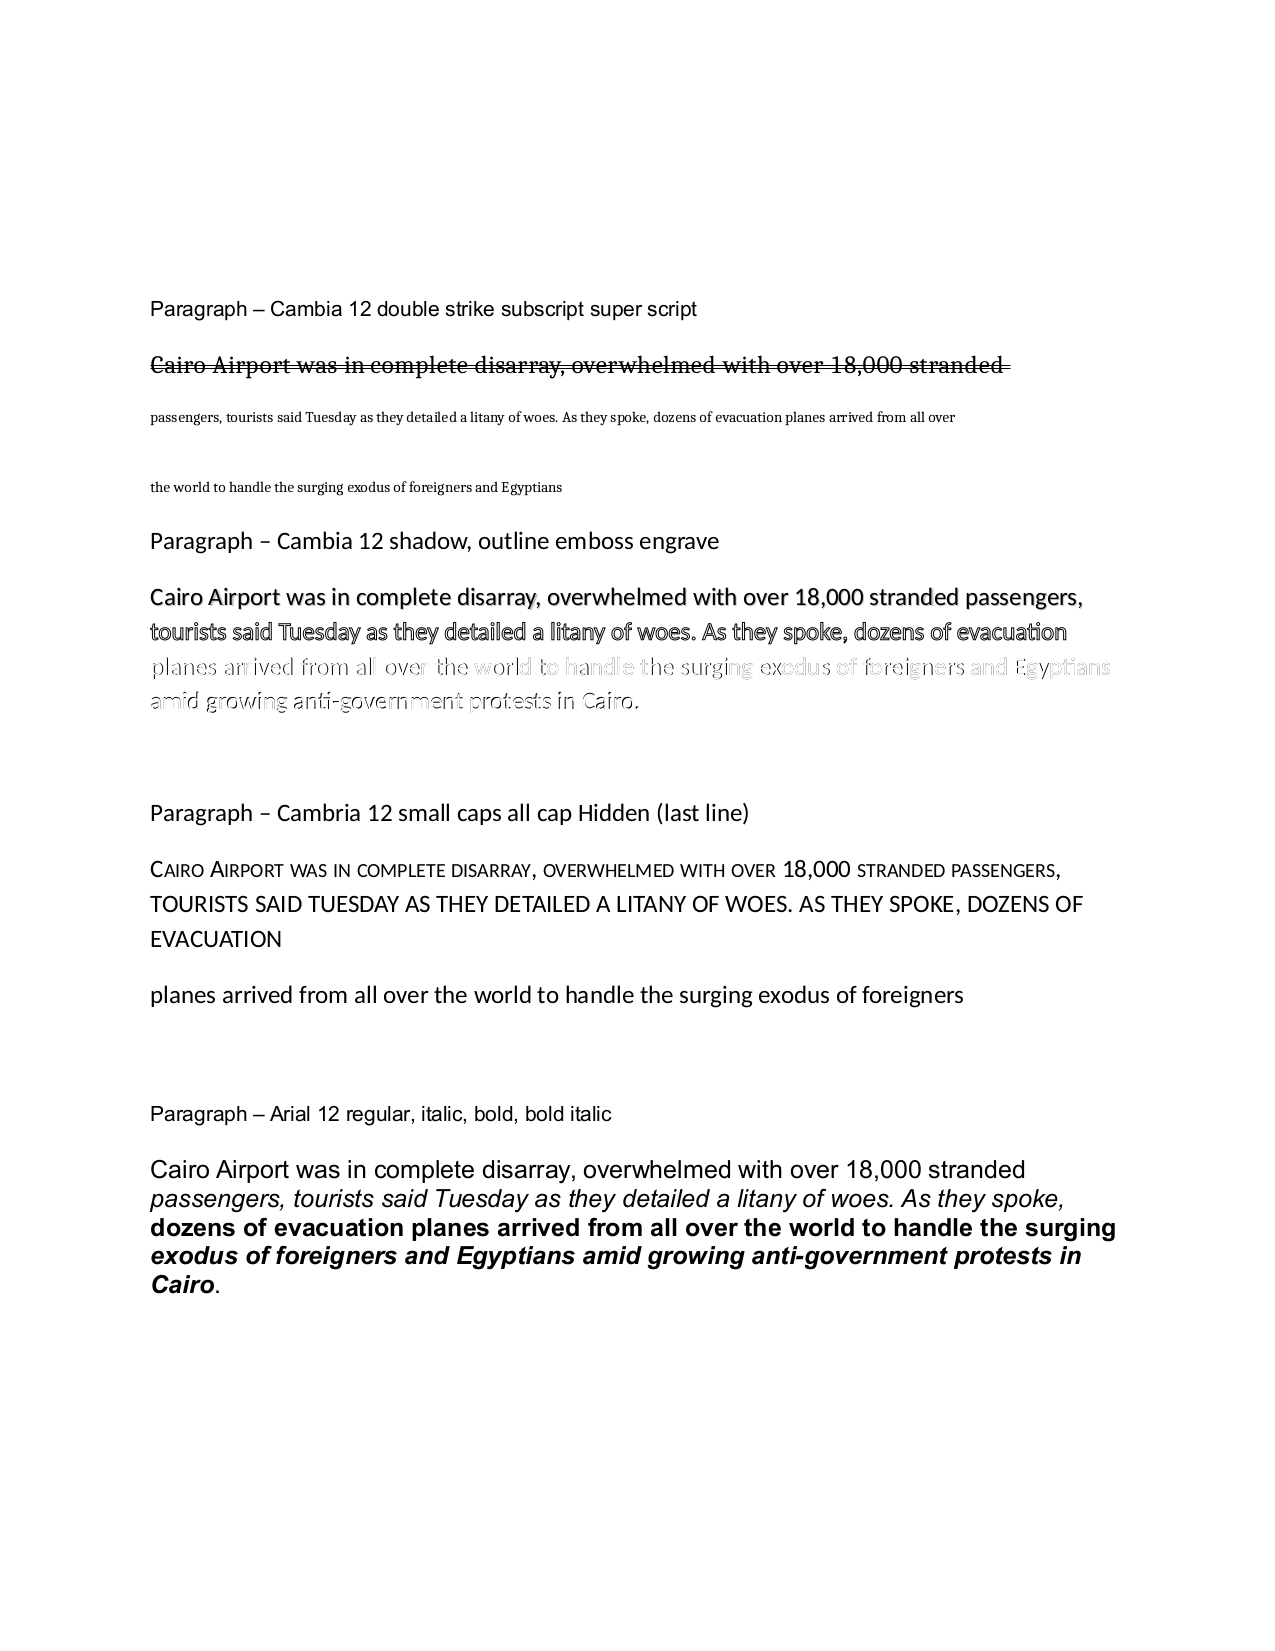 Paragraph – Cambia 12 double strike subscript super script
Cairo Airport was in complete disarray, overwhelmed with over 18,000 stranded
passengers, tourists said Tuesday as they detailed a litany of woes. As they spoke, dozens of evacuation planes arrived from all over
the world to handle the surging exodus of foreigners and Egyptians
Paragraph – Cambia 12 shadow, outline emboss engrave
Cairo Airport was in complete disarray, overwhelmed with over 18,000 stranded passengers,
tourists said Tuesday as they detailed a litany of woes. As they spoke, dozens of evacuation
planes arrived from all over the world to handle the surging exodus of foreigners and Egyptians
amid growing anti-government protests in Cairo.
Paragraph – Cambria 12 small caps all cap Hidden (last line)
CAIRO AIRPORT WAS IN COMPLETE DISARRAY, OVERWHELMED WITH OVER 18,000 STRANDED PASSENGERS,
TOURISTS SAID TUESDAY AS THEY DETAILED A LITANY OF WOES. AS THEY SPOKE, DOZENS OF
EVACUATION
planes arrived from all over the world to handle the surging exodus of foreigners
Paragraph – Arial 12 regular, italic, bold, bold italic
Cairo Airport was in complete disarray, overwhelmed with over 18,000 stranded
passengers, tourists said Tuesday as they detailed a litany of woes. As they spoke,
dozens of evacuation planes arrived from all over the world to handle the surging
exodus of foreigners and Egyptians amid growing anti-government protests in
Cairo.